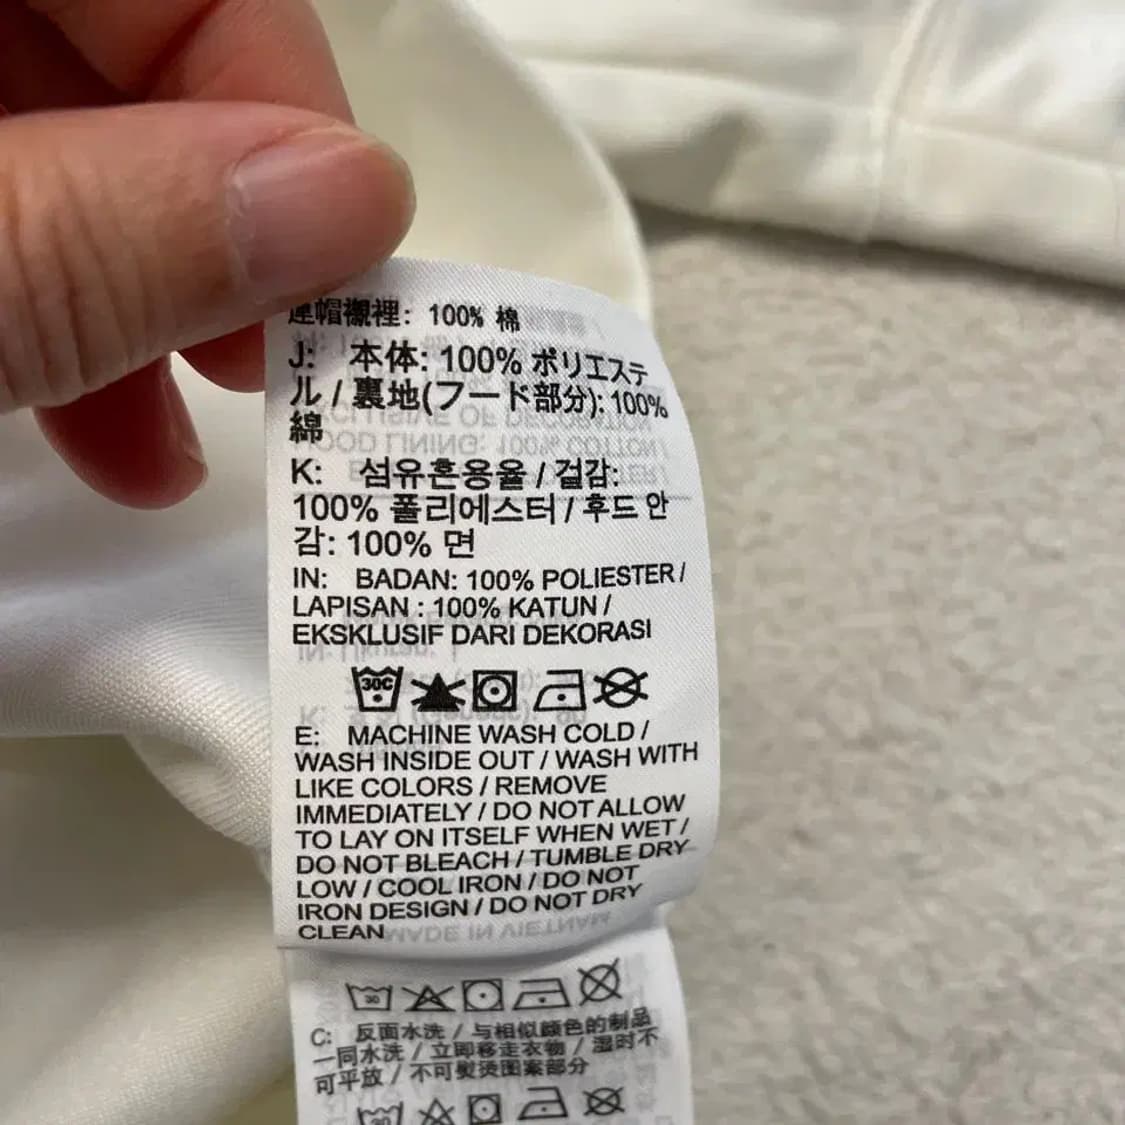 連帽襯裡: 100% 棉
J: 本体: 100% ポリエステ
ル / 裏地(フード部分): 100%
綿
K: 섬유혼용율 / 겉감:
100% 폴리에스터 / 후드 안
감: 100% 면
IN: BADAN: 100% POLIESTER /
LAPISAN : 100% KATUN /
EKSKLUSIF DARI DEKORASI
30C
E: MACHINE WASH COLD /
WASH INSIDE OUT / WASH WITH
LIKE COLORS / REMOVE
IMMEDIATELY / DO NOT ALLOW
TO LAY ON ITSELF WHEN WET /
DO NOT BLEACH / TUMBLE DRY
LOW / COOL IRON / DO NOT
IRON DESIGN / DO NOT DRY
CLEAN
30
C: 反面水洗 / 与相似颜色的制品
一同水洗 / 立即移走衣物 / 湿时不
可平放 / 不可熨烫图案部分
30